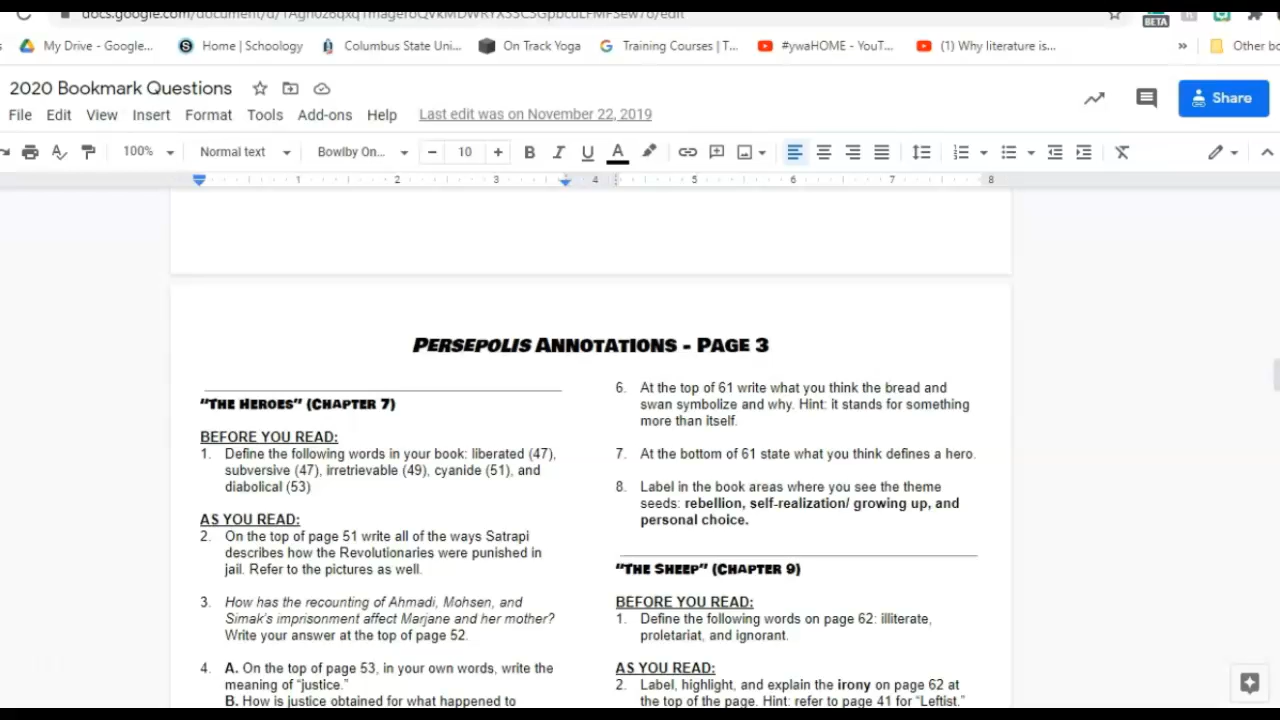 My Drive - Google...
Home | Schoology
Columbus State Uni...
On Track Yoga
Training Courses | T...
#ywaHOME - YouT...
(1) Why literature is...
»
Other bo
BETA
2020 Bookmark Questions
File Edit View Insert Format Tools Add-ons Help Last edit was on November 22, 2019
Share
100% Normal text Bowlby On... − 10 + B I U A
1 2 3 4 5 6 7 8
PERSEPOLIS ANNOTATIONS - PAGE 3
"THE HEROES" (CHAPTER 7)
BEFORE YOU READ:
1. Define the following words in your book: liberated (47),
subversive (47), irretrievable (49), cyanide (51), and
diabolical (53)
AS YOU READ:
2. On the top of page 51 write all of the ways Satrapi
describes how the Revolutionaries were punished in
jail. Refer to the pictures as well.
3. How has the recounting of Ahmadi, Mohsen, and
Simak's imprisonment affect Marjane and her mother?
Write your answer at the top of page 52.
4. A. On the top of page 53, in your own words, write the
meaning of "justice."
B. How is justice obtained for what happened to
6. At the top of 61 write what you think the bread and
swan symbolize and why. Hint: it stands for something
more than itself.
7. At the bottom of 61 state what you think defines a hero.
8. Label in the book areas where you see the theme
seeds: rebellion, self-realization/ growing up, and
personal choice.
"THE SHEEP" (CHAPTER 9)
BEFORE YOU READ:
1. Define the following words on page 62: illiterate,
proletariat, and ignorant.
AS YOU READ:
2. Label, highlight, and explain the irony on page 62 at
the top of the page. Hint: refer to page 41 for "Leftist."